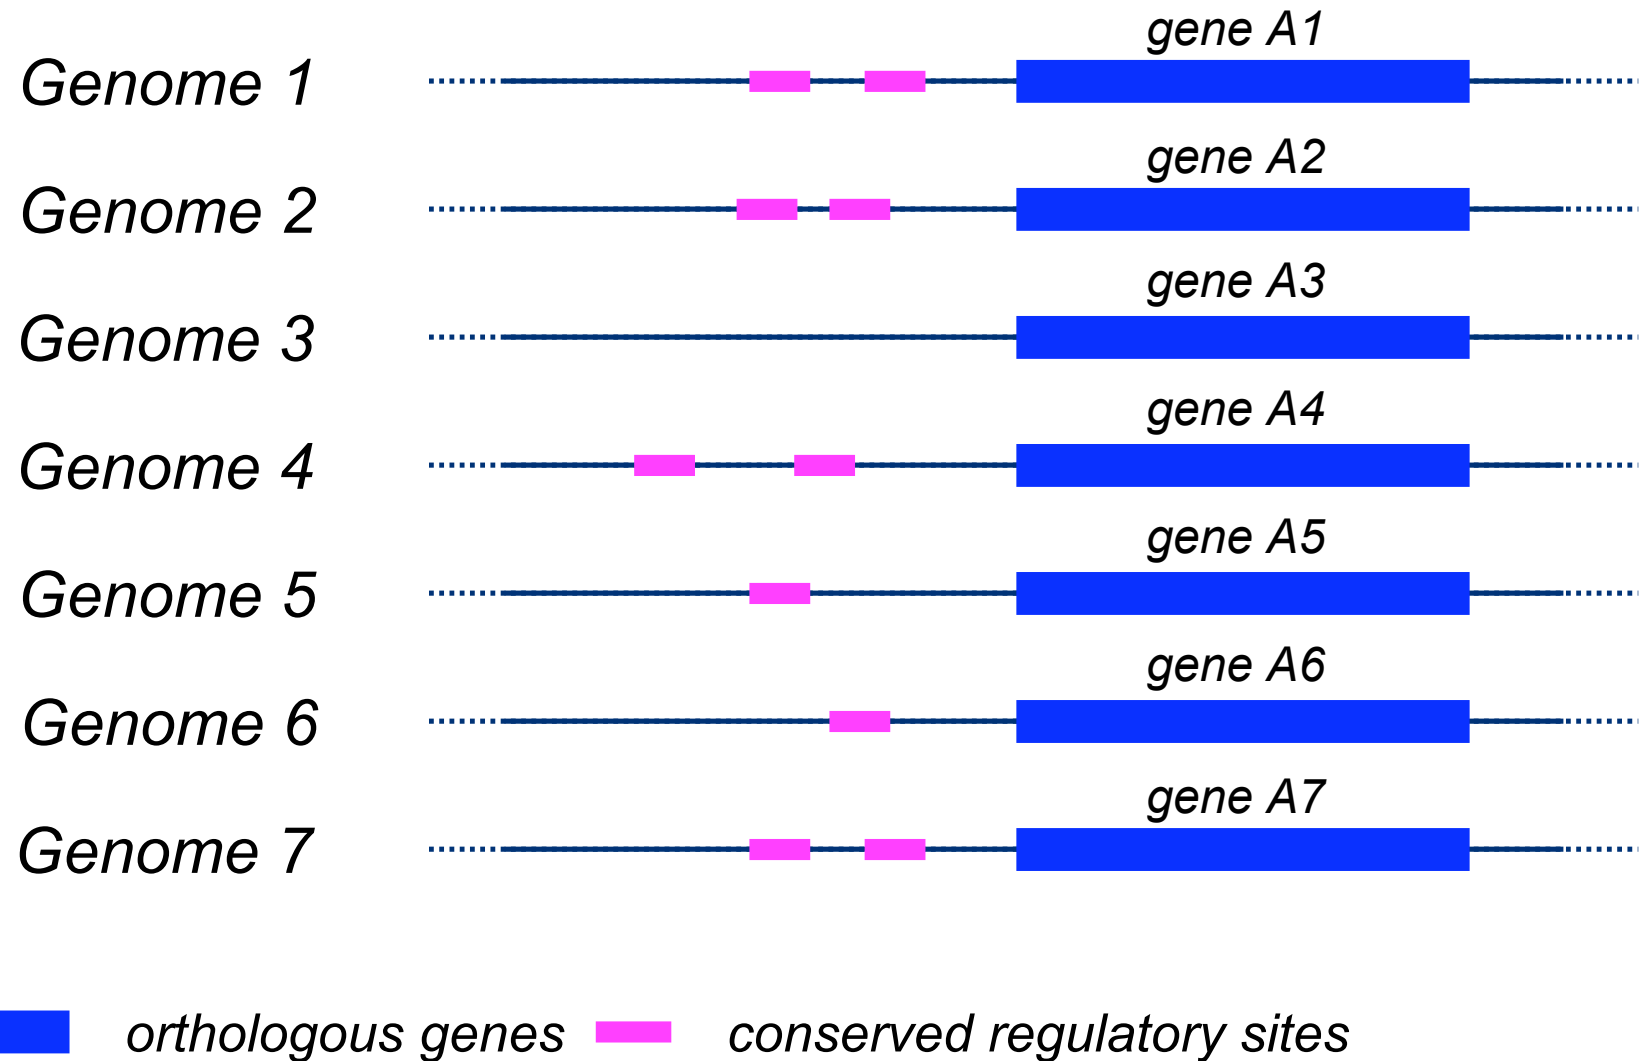 gene A1
Genome 1
gene A2
Genome 2
gene A3
Genome 3
gene A4
Genome 4
gene A5
Genome 5
gene A6
Genome 6
gene A7
Genome 7
orthologous genes conserved regulatory sites